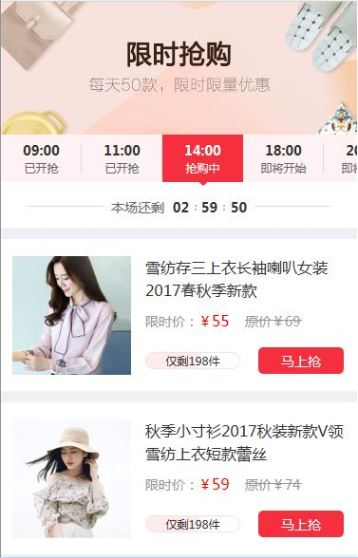 限时抢购
每天50款，限时限量优惠
09:00 11:00 14:00 18:00 20
已开抢 已开抢 抢购中 即将开始 即
本场还剩 02 : 59 : 50
雪纺存三上衣长袖喇叭女装
2017春秋季新款
限时价：￥55 原价￥69
仅剩198件 马上抢
秋季小寸衫2017秋装新款V领
雪纺上衣短款蕾丝
限时价：￥59 原价￥74
仅剩198件 马上抢